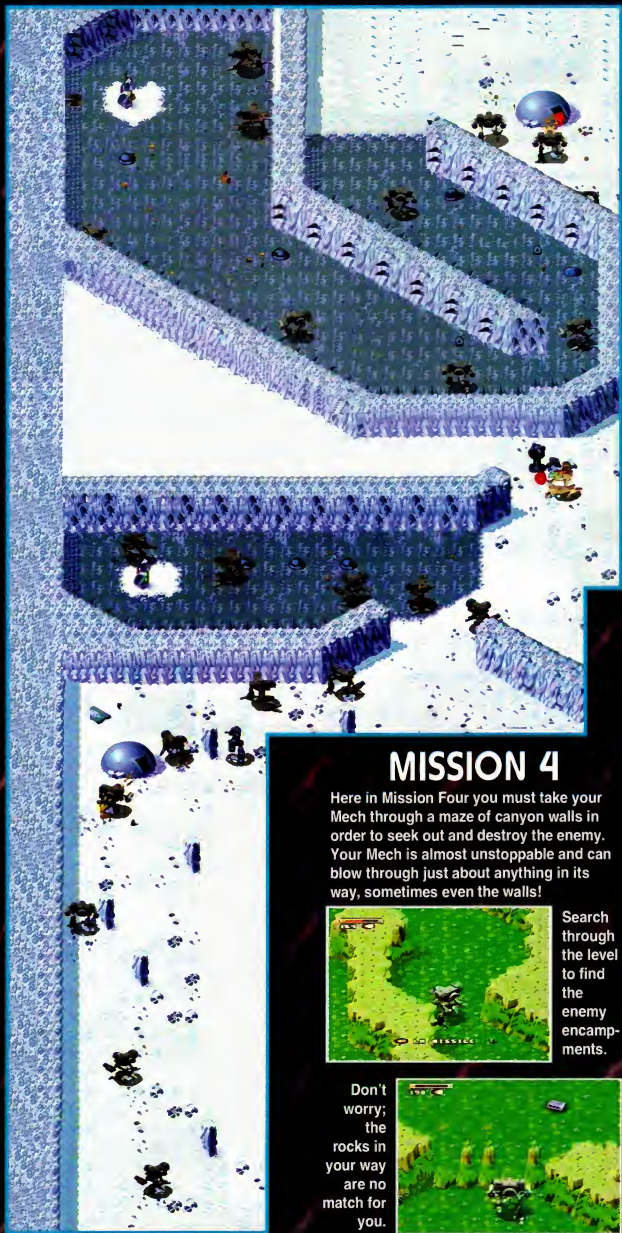 MISSION 4
Here in Mission Four you must take your
Mech through a maze of canyon walls in
order to seek out and destroy the enemy.
Your Mech is almost unstoppable and can
blow through just about anything in its
way, sometimes even the walls!
Search
through
the level
to find
the
enemy
encamp-
ments.
Don't
worry;
the
rocks in
your way
are no
match for
you.